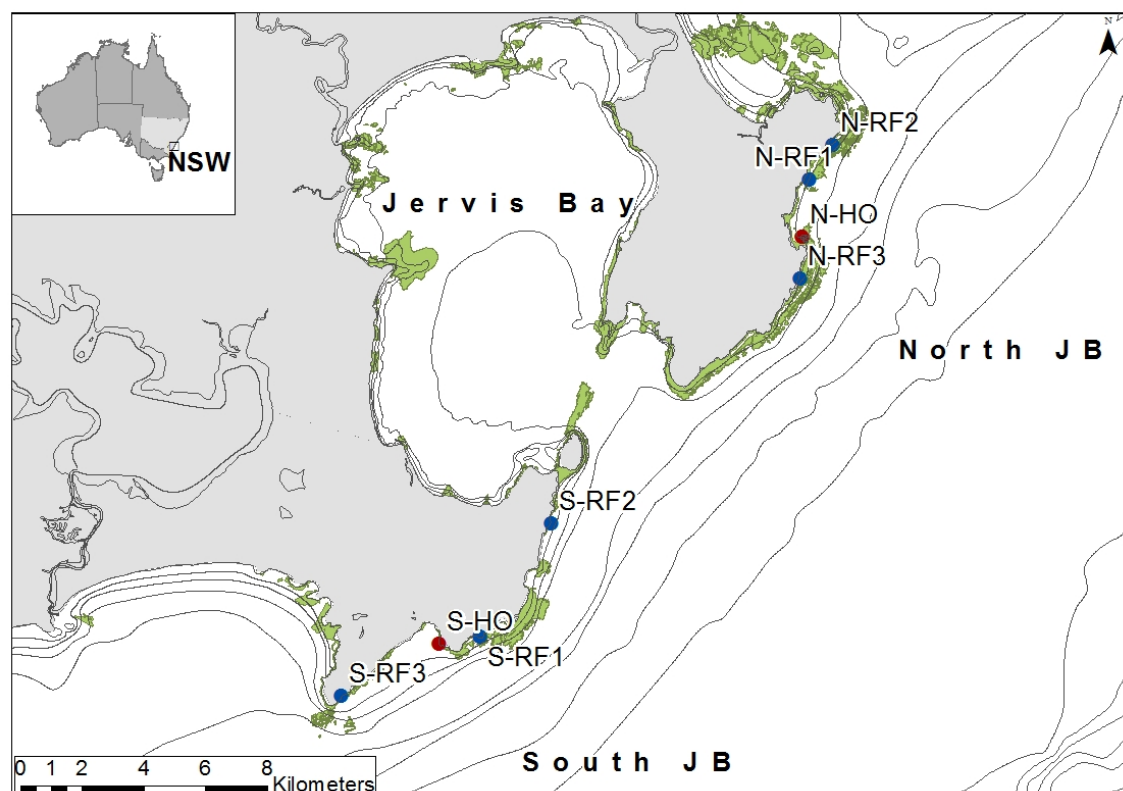 N
NSW
N-RF2
N-RF1
Jervis Bay
N-HO
N-RF3
North JB
S-RF2
S-HO
S-RF1
S-RF3
South JB
0 1 2 4 6 8
Kilometers